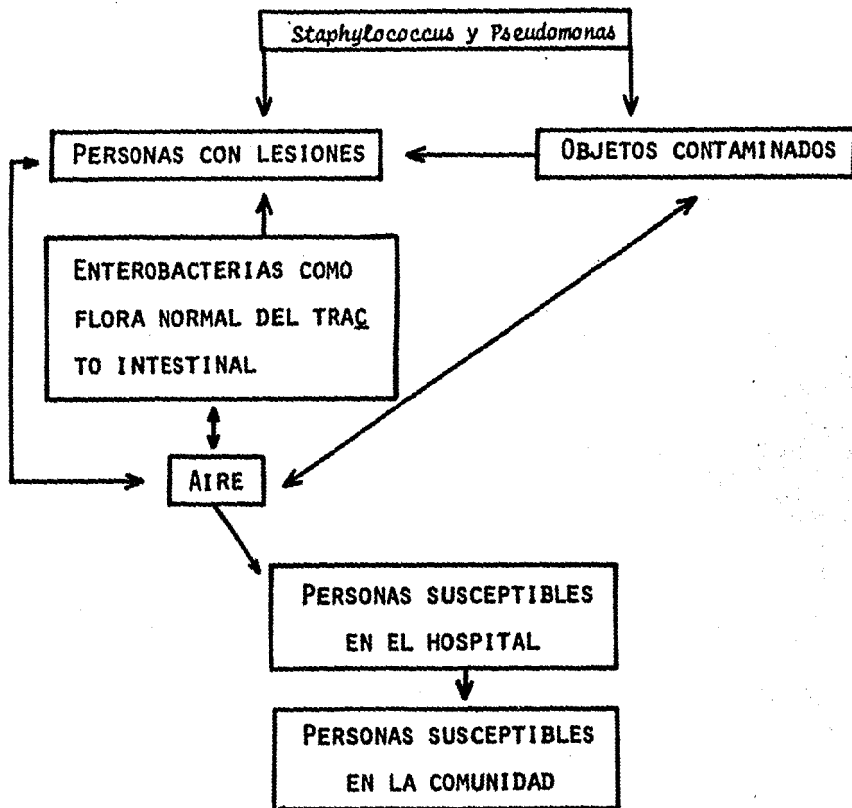 Staphylococcus y Pseudomonas
PERSONAS CON LESIONES
OBJETOS CONTAMINADOS
ENTEROBACTERIAS COMO
FLORA NORMAL DEL TRAC
TO INTESTINAL
AIRE
PERSONAS SUSCEPTIBLES
EN EL HOSPITAL
PERSONAS SUSCEPTIBLES
EN LA COMUNIDAD